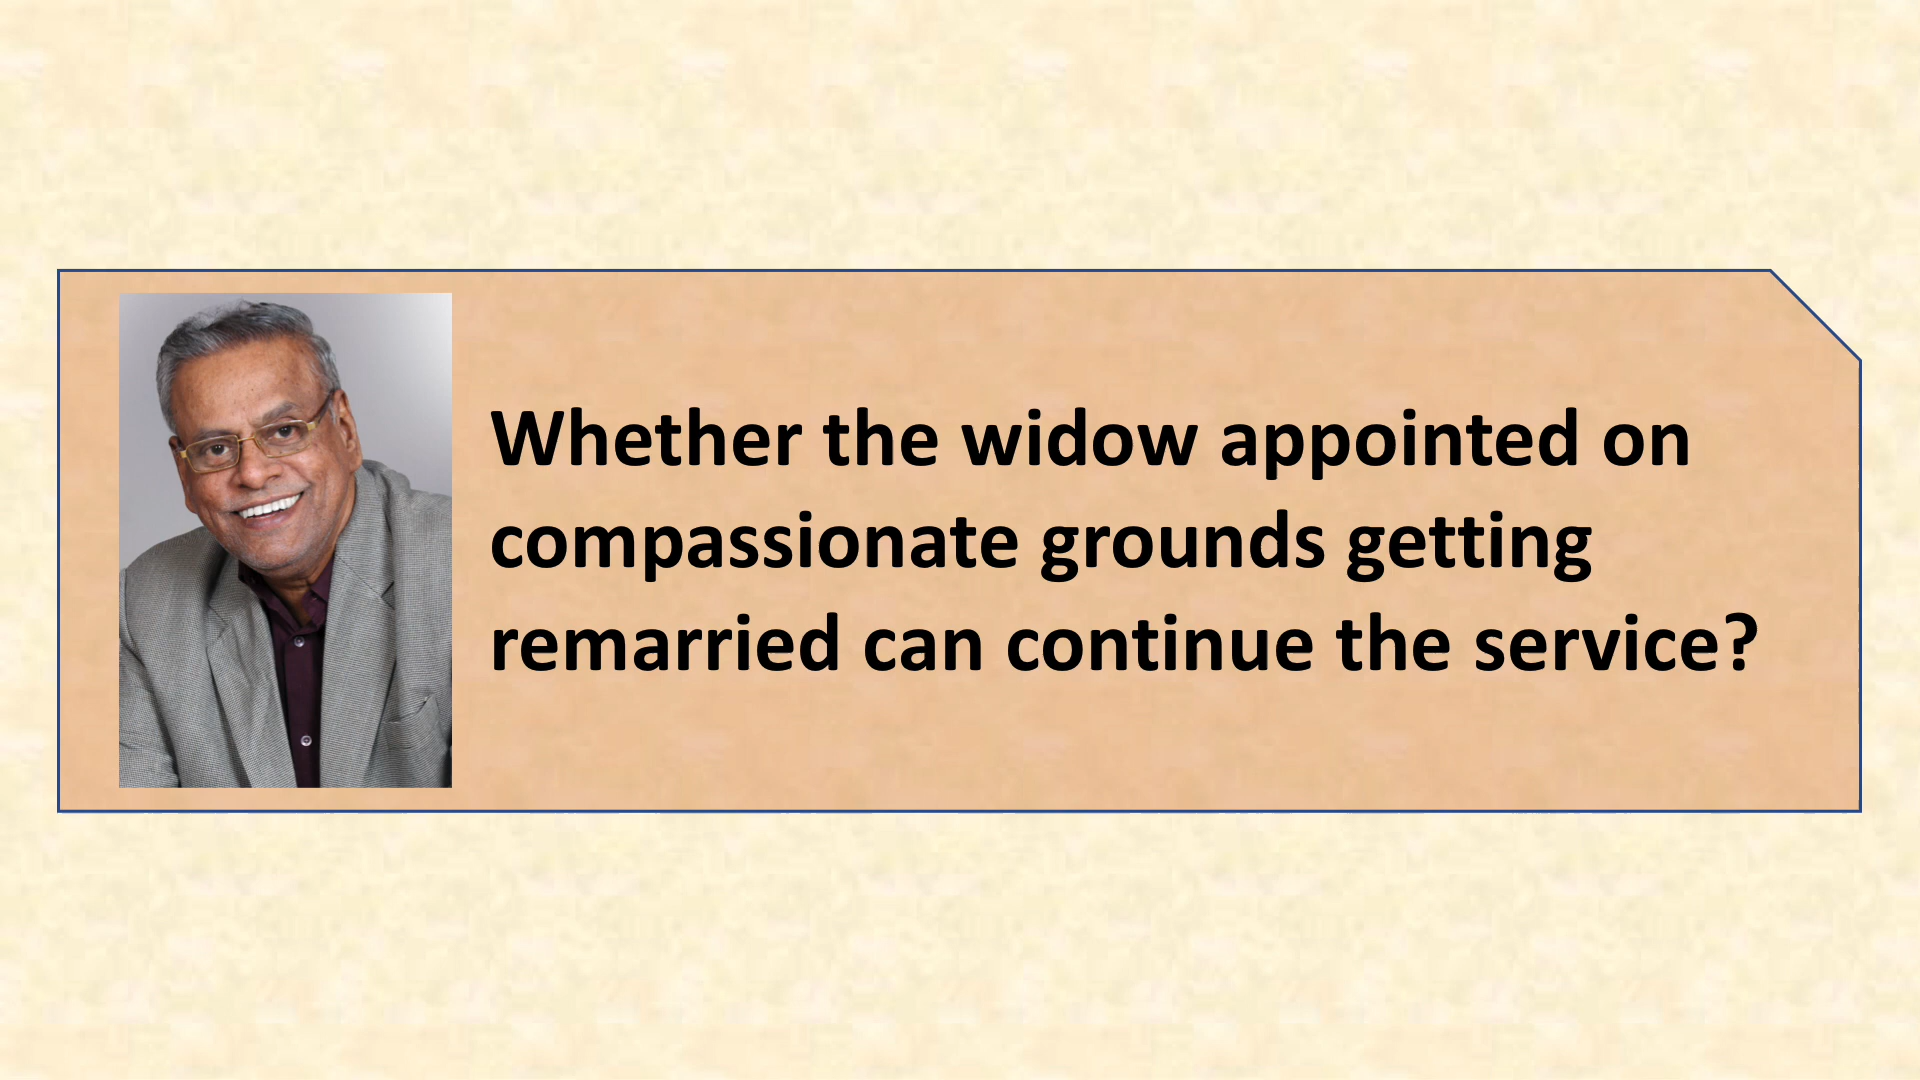 Whether the widow appointed on
compassionate grounds getting
remarried can continue the service?